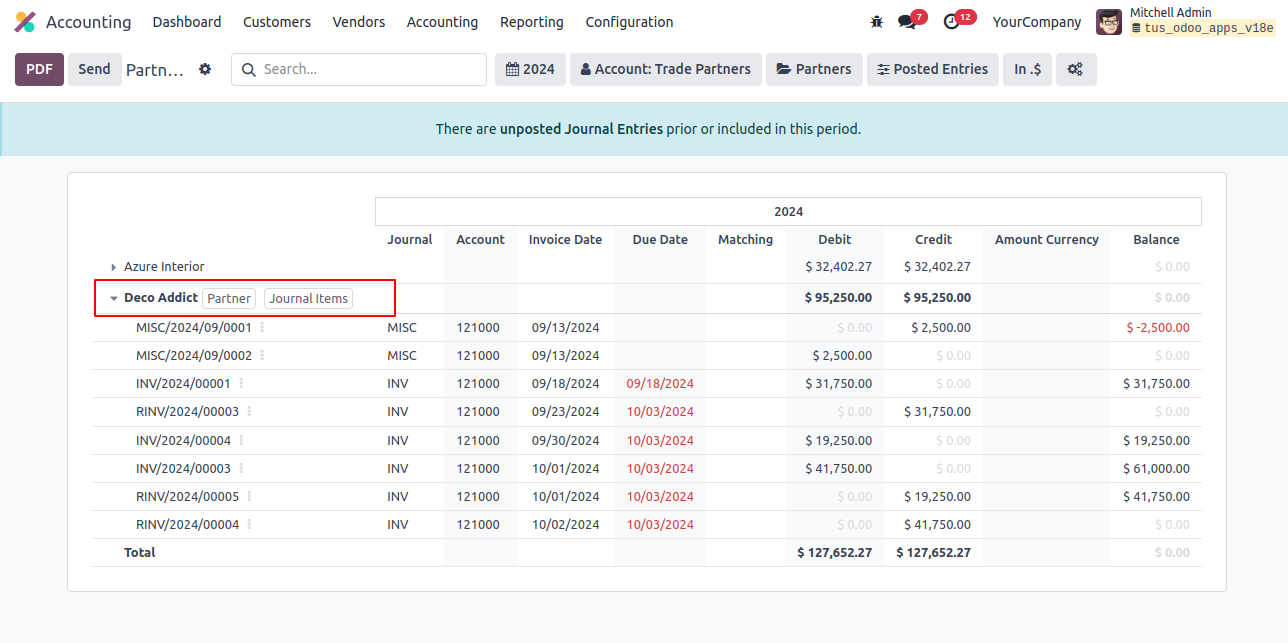 Accounting Dashboard Customers Vendors Accounting Reporting Configuration 7 12 YourCompany Mitchell Admin
tus_odoo_apps_v18e
PDF Send Partn... Search... 2024 Account: Trade Partners Partners Posted Entries In .$
There are unposted Journal Entries prior or included in this period.
2024
Journal Account Invoice Date Due Date Matching Debit Credit Amount Currency Balance
Azure Interior $ 32,402.27 $ 32,402.27 $ 0.00
Deco Addict Partner Journal Items $ 95,250.00 $ 95,250.00 $ 0.00
MISC/2024/09/0001 MISC 121000 09/13/2024 $ 0.00 $ 2,500.00 $ -2,500.00
MISC/2024/09/0002 MISC 121000 09/13/2024 $ 2,500.00 $ 0.00 $ 0.00
INV/2024/00001 INV 121000 09/18/2024 09/18/2024 $ 31,750.00 $ 0.00 $ 31,750.00
RINV/2024/00003 INV 121000 09/23/2024 10/03/2024 $ 0.00 $ 31,750.00 $ 0.00
INV/2024/00004 INV 121000 09/30/2024 10/03/2024 $ 19,250.00 $ 0.00 $ 19,250.00
INV/2024/00003 INV 121000 10/01/2024 10/03/2024 $ 41,750.00 $ 0.00 $ 61,000.00
RINV/2024/00005 INV 121000 10/01/2024 10/03/2024 $ 0.00 $ 19,250.00 $ 41,750.00
RINV/2024/00004 INV 121000 10/02/2024 10/03/2024 $ 0.00 $ 41,750.00 $ 0.00
Total $ 127,652.27 $ 127,652.27 $ 0.00